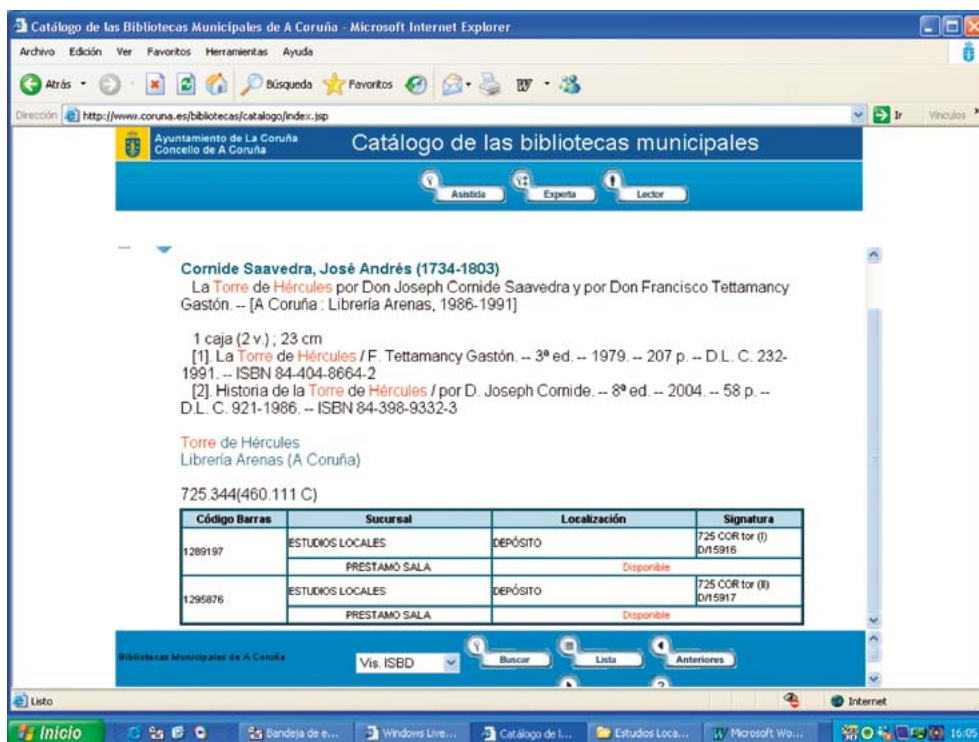 Catálogo de las Bibliotecas Municipales de A Coruña - Microsoft Internet Explorer
Archivo Edición Ver Favoritos Herramientas Ayuda
Atrás Búsqueda Favoritos
Dirección http://www.coruna.es/bibliotecas/catalogo/index.jsp Ir Vínculos
Ayuntamiento de La Coruña
Concello de A Coruña
Catálogo de las bibliotecas municipales
Asistida Experta Lector
Cornide Saavedra, José Andrés (1734-1803)
La Torre de Hércules por Don Joseph Cornide Saavedra y por Don Francisco Tettamancy
Gastón. -- [A Coruña : Librería Arenas, 1986-1991]
1 caja (2 v.) ; 23 cm
[1]. La Torre de Hércules / F. Tettamancy Gastón. -- 3ª ed. -- 1979. -- 207 p. -- D.L. C. 232-
1991. -- ISBN 84-404-8664-2
[2]. Historia de la Torre de Hércules / por D. Joseph Cornide. -- 8ª ed. -- 2004. -- 58 p. --
D.L. C. 921-1986. -- ISBN 84-398-9332-3
Torre de Hércules
Librería Arenas (A Coruña)
725.344(460.111 C)
Código Barras Sucursal Localización Signatura
1289197 ESTUDIOS LOCALES DEPÓSITO 725 COR tor (I)
D/15916
PRESTAMO SALA Disponible
1295876 ESTUDIOS LOCALES DEPÓSITO 725 COR tor (II)
D/15917
PRESTAMO SALA Disponible
Bibliotecas Municipales de A Coruña Vis. ISBD Buscar Lista Anteriores
Listo Internet
Inicio Bandeja de e... Windows Live... Catálogo de l... Estudios Loca... Microsoft Wo... 16:05